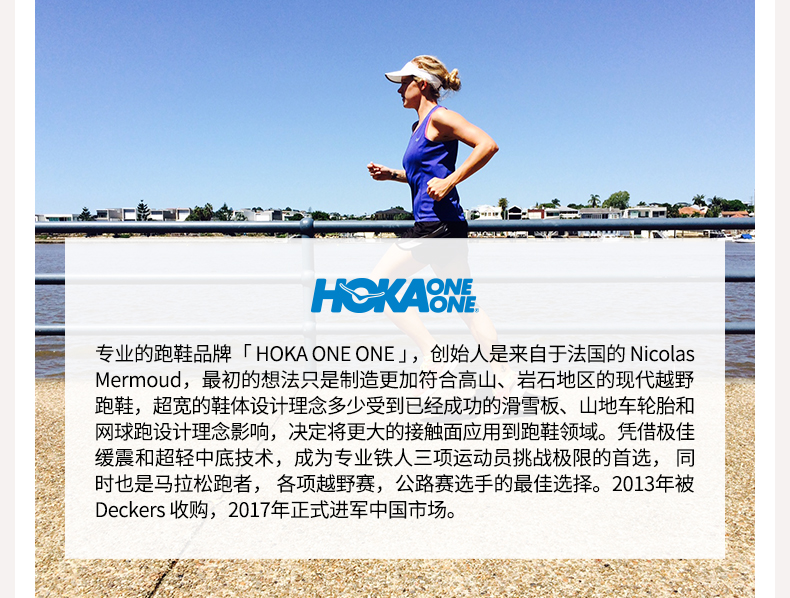 HOKA ONE ONE®
专业的跑鞋品牌「 HOKA ONE ONE 」，创始人是来自于法国的 Nicolas
Mermoud，最初的想法只是制造更加符合高山、岩石地区的现代越野
跑鞋，超宽的鞋体设计理念多少受到已经成功的滑雪板、山地车轮胎和
网球跑设计理念影响，决定将更大的接触面应用到跑鞋领域。凭借极佳
缓震和超轻中底技术，成为专业铁人三项运动员挑战极限的首选， 同
时也是马拉松跑者， 各项越野赛，公路赛选手的最佳选择。2013年被
Deckers 收购，2017年正式进军中国市场。